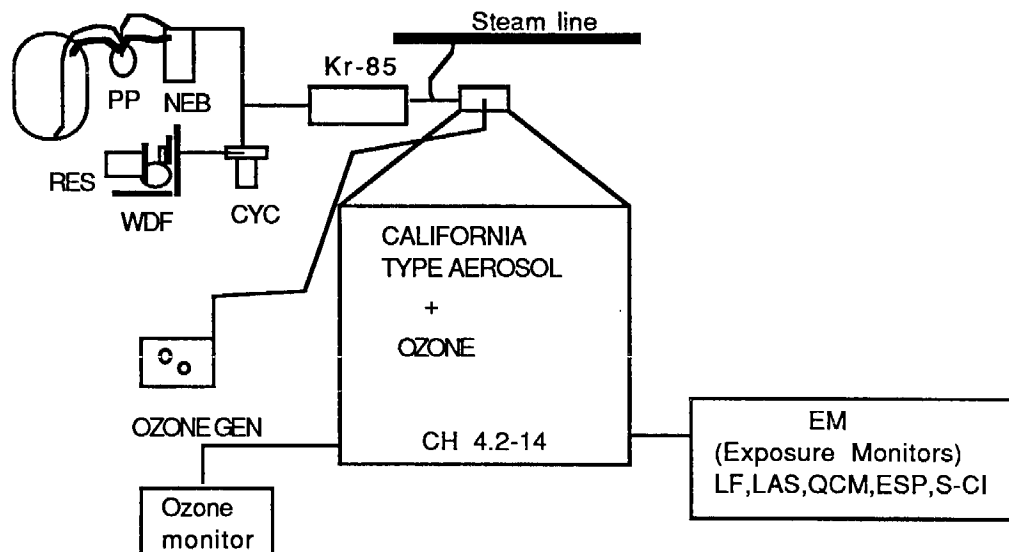 Steam line
Kr-85
PP NEB
RES
WDF
CYC
CALIFORNIA
TYPE AEROSOL
+
OZONE
CH 4.2-14
OZONE GEN
Ozone
monitor
EM
(Exposure Monitors)
LF,LAS,QCM,ESP,S-CI